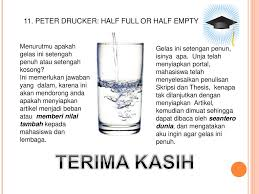 11. PETER DRUCKER: HALF FULL OR HALF EMPTY
Menurutmu apakah
gelas ini setengah
penuh atau setengah
kosong?
Ini memerlukan jawaban
yang dalam, karena ini
akan mendorong anda
apakah menyiapkan
artikel menjadi beban
atau memberi nilai
tambah kepada
mahasiswa dan
lembaga.
Gelas ini setengan penuh,
isinya apa. Unja telah
menyiapkan portal,
mahasiswa telah
menyelesaikan penulisan
Skripsi dan Thesis, kenapa
tak dilanjutkan dengan
menyiapkan Artikel,
kemudian dimuat sehingga
dapat dibaca oleh seantero
dunia, dan mengatakan
aku ingin agar gelas ini
penuh.
TERIMA KASIH